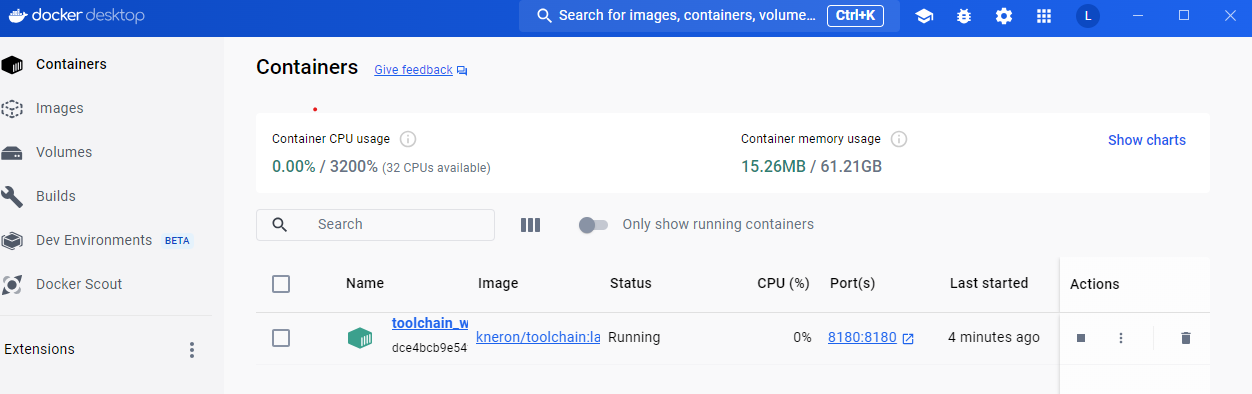 docker desktop
Search for images, containers, volume... Ctrl+K
L
Containers
Images
Volumes
Builds
Dev Environments BETA
Docker Scout
Extensions
Containers Give feedback
Container CPU usage
0.00% / 3200% (32 CPUs available)
Container memory usage
15.26MB / 61.21GB
Show charts
Search
Only show running containers
Name Image Status CPU (%) Port(s) Last started Actions
toolchain_w
dce4bcb9e54
kneron/toolchain:la Running 0% 8180:8180 4 minutes ago